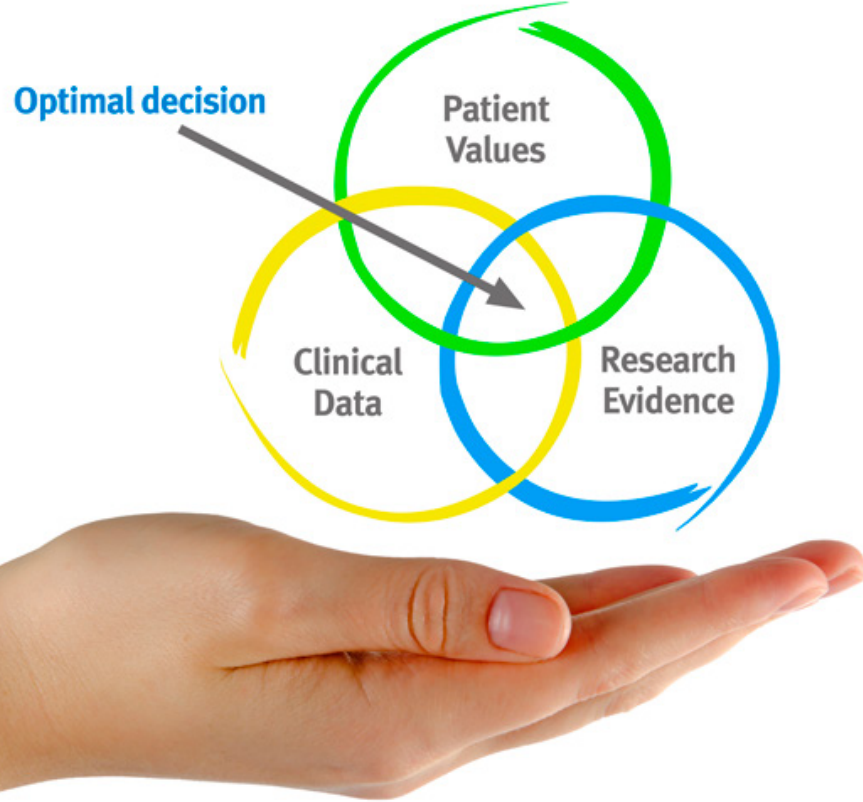 Optimal decision
Patient
Values
Clinical
Data
Research
Evidence